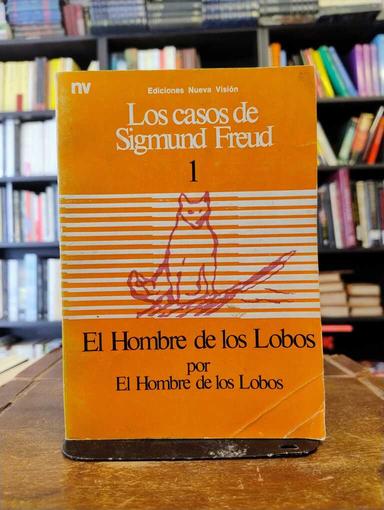 nv
Ediciones Nueva Visión
Los casos de
Sigmund Freud
1
El Hombre de los Lobos
por
El Hombre de los Lobos